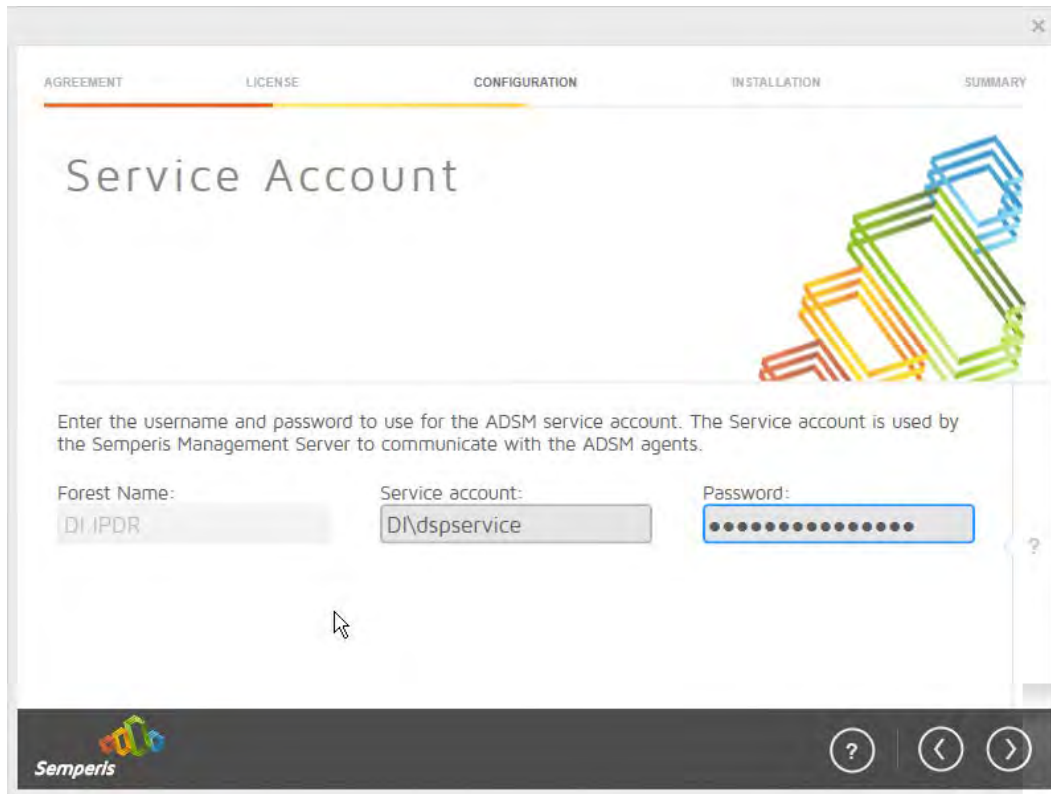 AGREEMENT LICENSE CONFIGURATION INSTALLATION SUMMARY
Service Account
Enter the username and password to use for the ADSM service account. The Service account is used by
the Semperis Management Server to communicate with the ADSM agents.
Forest Name: Service account: Password:
DI.IPDR DI\dspservice ●●●●●●●●●●●●●●●
?
Semperis ?